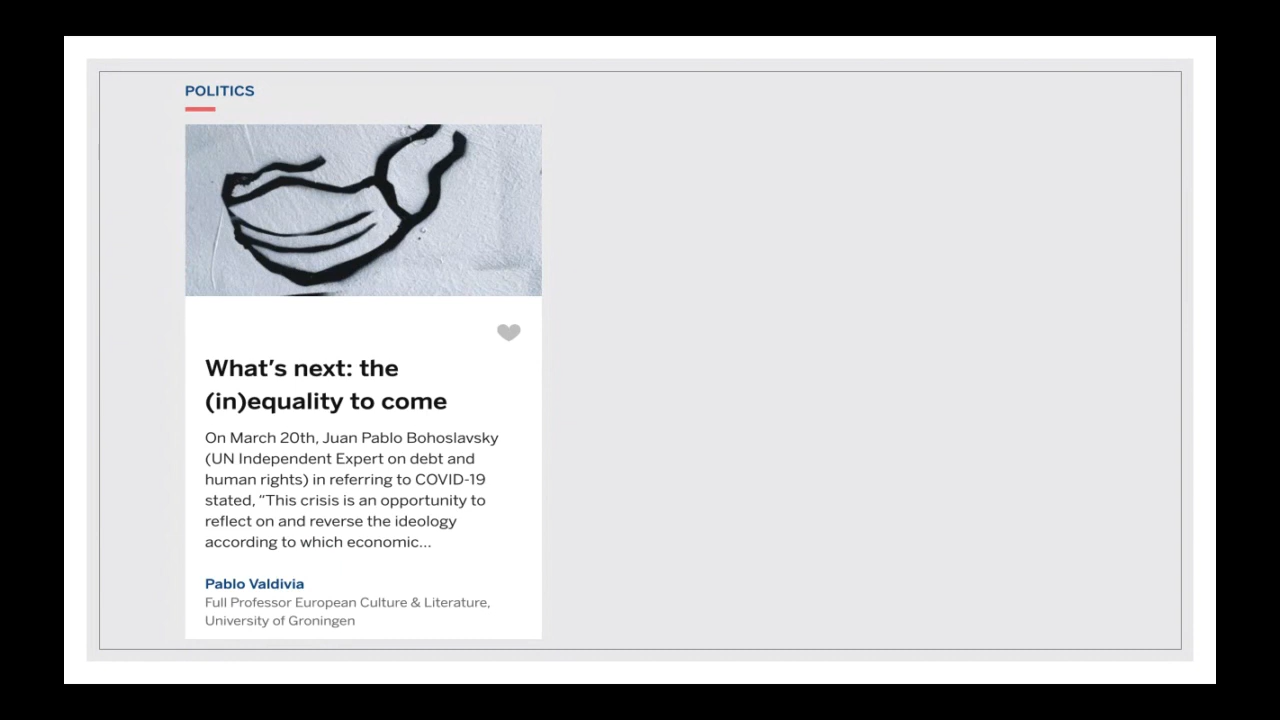 POLITICS
What's next: the
(in)equality to come
On March 20th, Juan Pablo Bohoslavsky
(UN Independent Expert on debt and
human rights) in referring to COVID-19
stated, “This crisis is an opportunity to
reflect on and reverse the ideology
according to which economic...
Pablo Valdivia
Full Professor European Culture & Literature,
University of Groningen